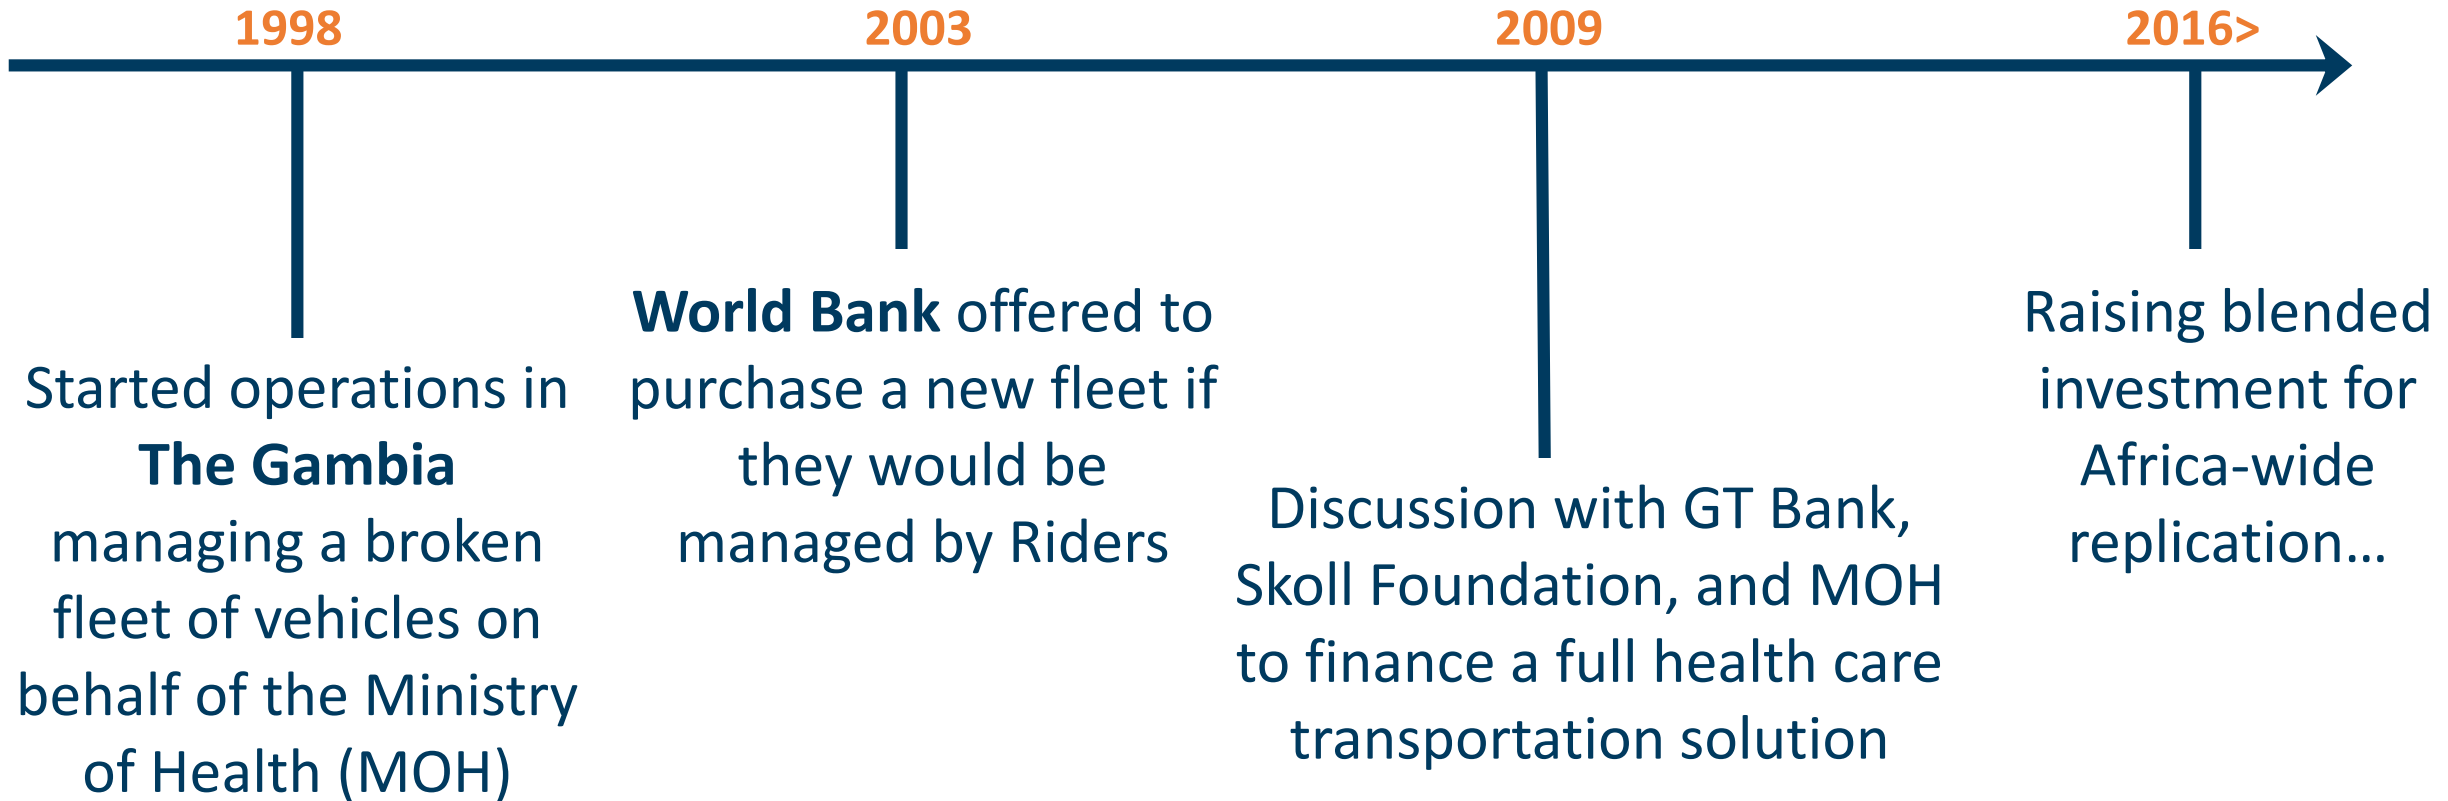 1998
Started operations in
The Gambia
managing a broken
fleet of vehicles on
behalf of the Ministry
of Health (MOH)
2003
World Bank offered to
purchase a new fleet if
they would be
managed by Riders
2009
Discussion with GT Bank,
Skoll Foundation, and MOH
to finance a full health care
transportation solution
2016>
Raising blended
investment for
Africa-wide
replication...